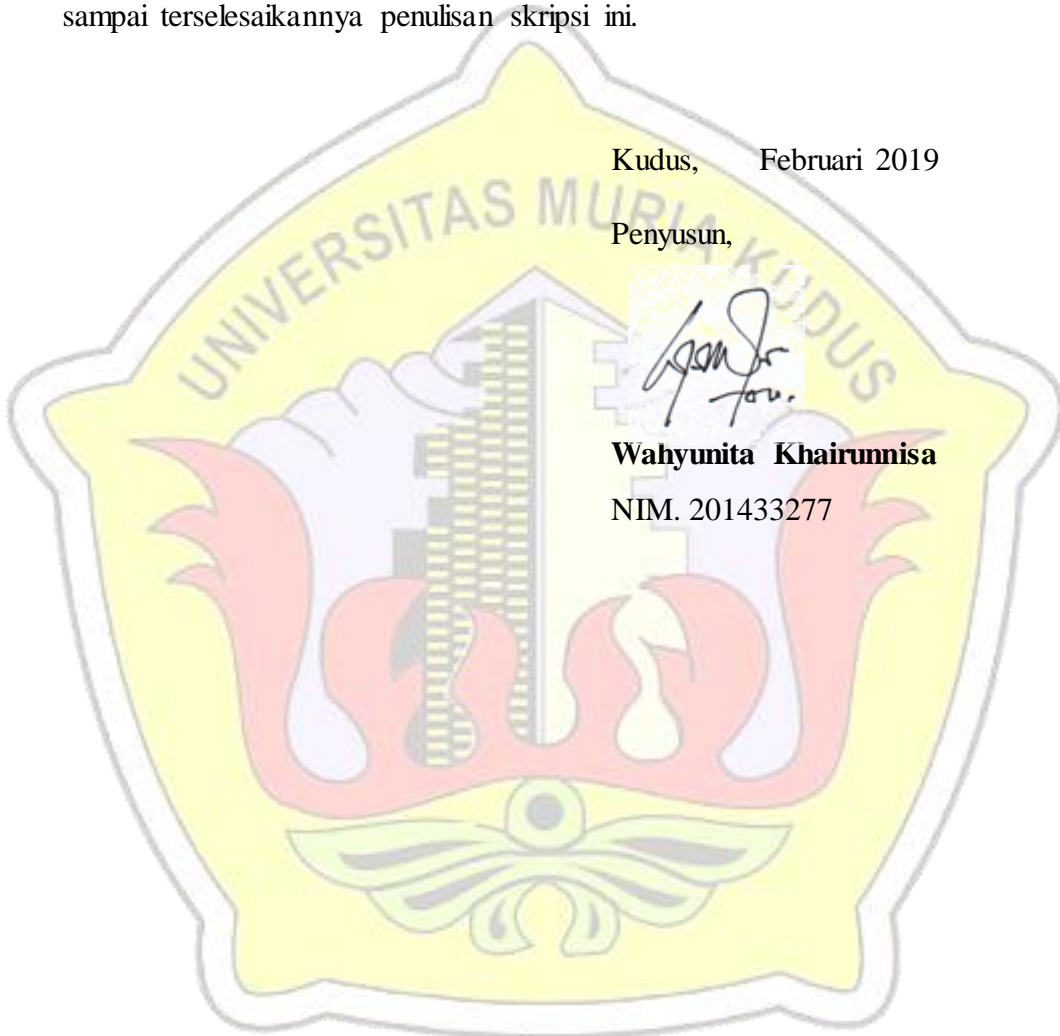 sampai terselesaikannya penulisan skripsi ini.
Kudus, Februari 2019
UNIVERSITAS MURIA KUDUS
Penyusun,
Wahyunita Khairunnisa
NIM. 201433277